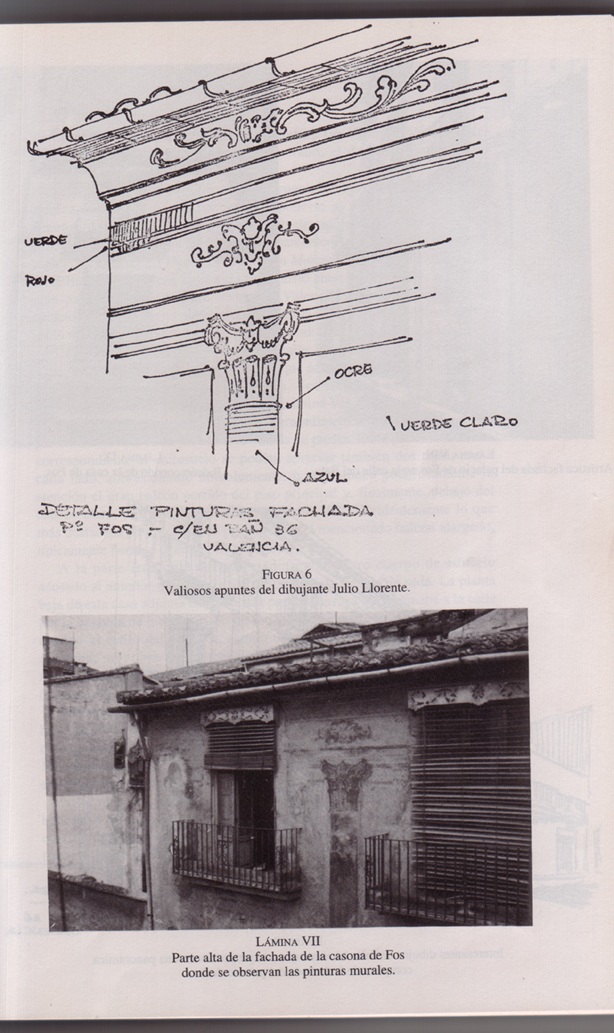 VERDE
ROJO
OCRE
VERDE CLARO
AZUL
DETALLE PINTURAS FACHADA
Pº FOS - C/EN BAÑ 36
VALENCIA.
FIGURA 6
Valiosos apuntes del dibujante Julio Llorente.
LÁMINA VII
Parte alta de la fachada de la casona de Fos
donde se observan las pinturas murales.